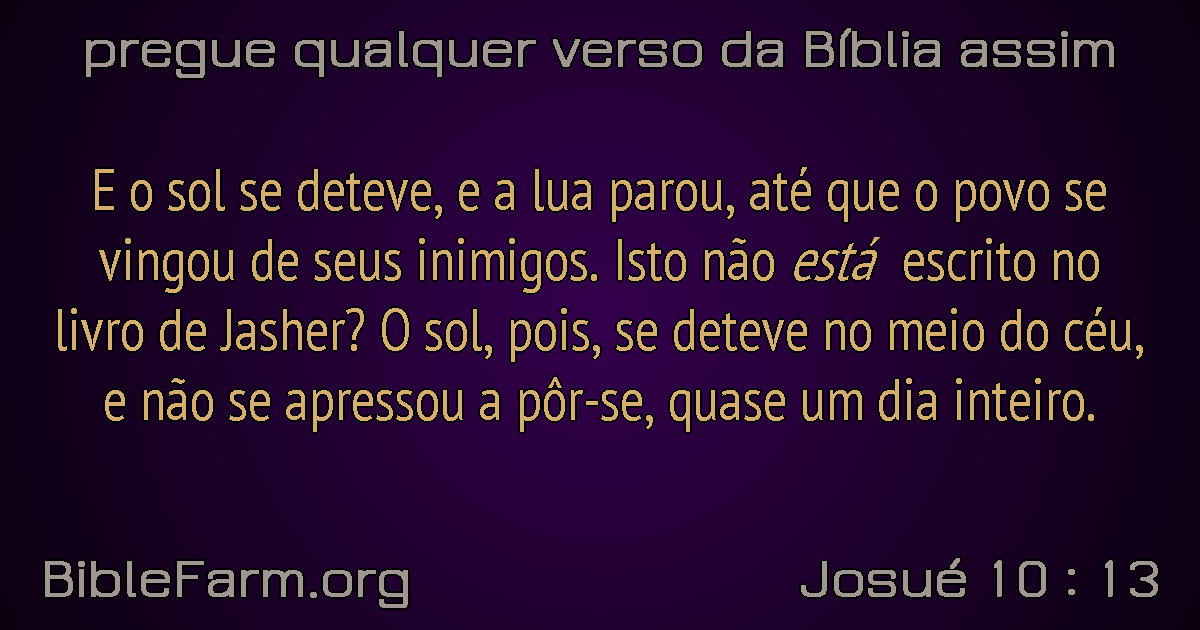 pregue qualquer verso da Bíblia assim
E o sol se deteve, e a lua parou, até que o povo se
vingou de seus inimigos. Isto não está escrito no
livro de Jasher? O sol, pois, se deteve no meio do céu,
e não se apressou a pôr-se, quase um dia inteiro.
BibleFarm.org
Josué 10 : 13